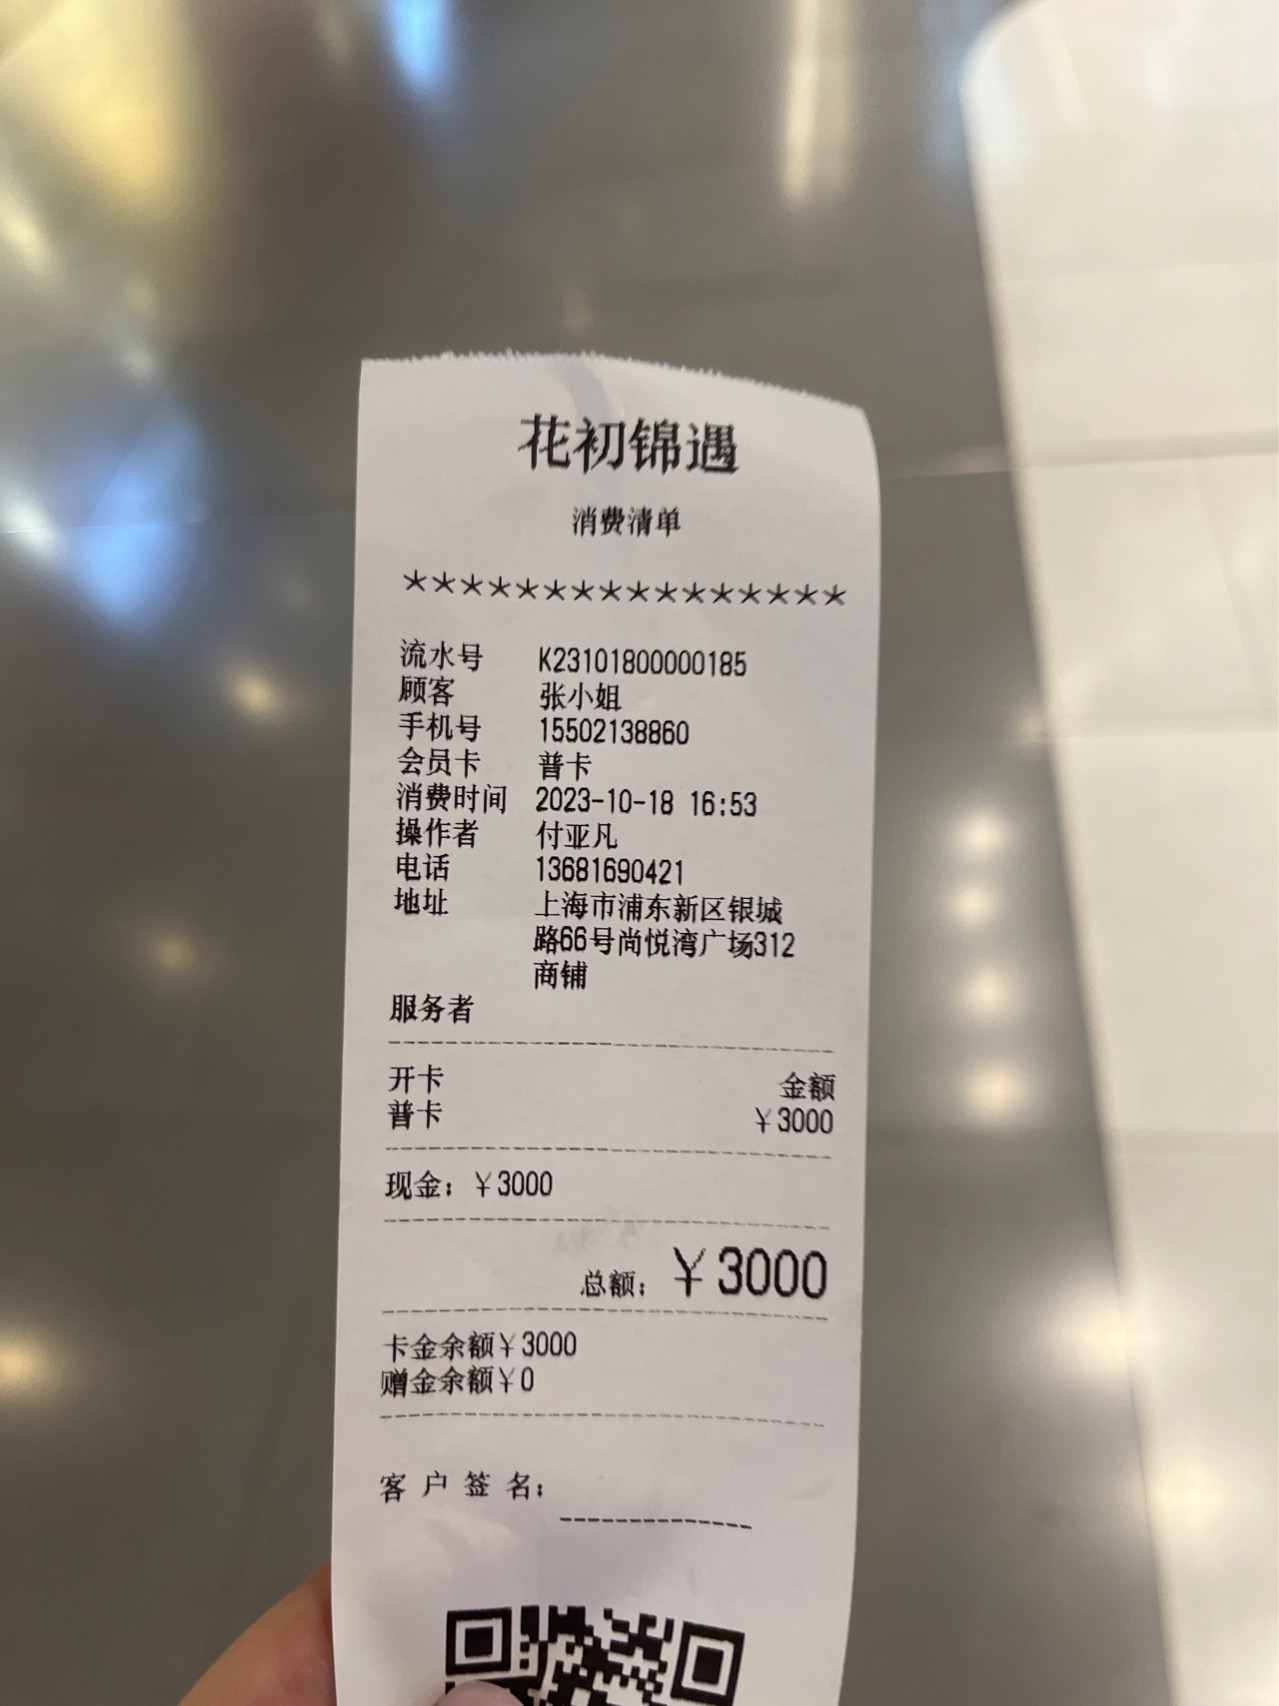 花初锦遇
消费清单
****************
流水号 K23101800000185
顾客 张小姐
手机号 15502138860
会员卡 普卡
消费时间 2023-10-18 16:53
操作者 付亚凡
电话 13681690421
地址 上海市浦东新区银城
路66号尚悦湾广场312
商铺
服务者
开卡 金额
普卡 ￥3000
现金：￥3000
总额：￥3000
卡金余额￥3000
赠金余额￥0
客 户 签 名：